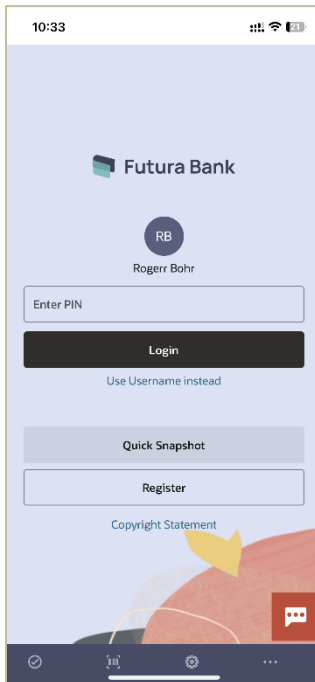 10:33
21
Futura Bank
RB
Rogerr Bohr
Enter PIN
Login
Use Username instead
Quick Snapshot
Register
Copyright Statement